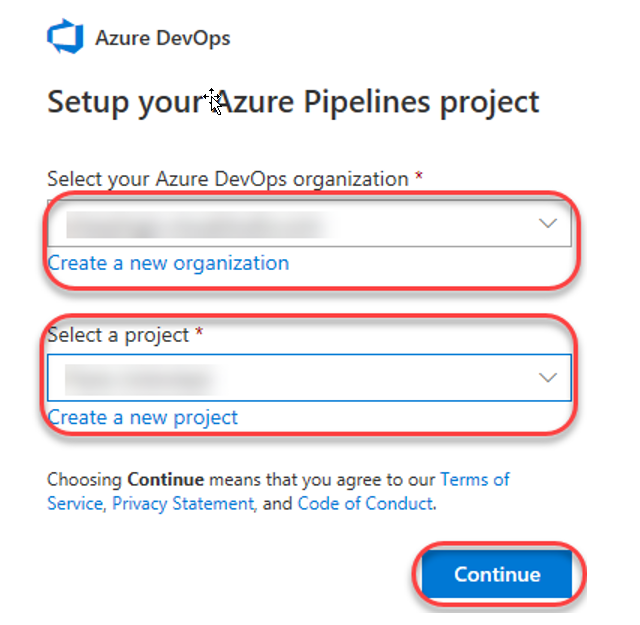 Azure DevOps
Setup your Azure Pipelines project
Select your Azure DevOps organization *
Create a new organization
Select a project *
Create a new project
Choosing Continue means that you agree to our Terms of
Service, Privacy Statement, and Code of Conduct.
Continue